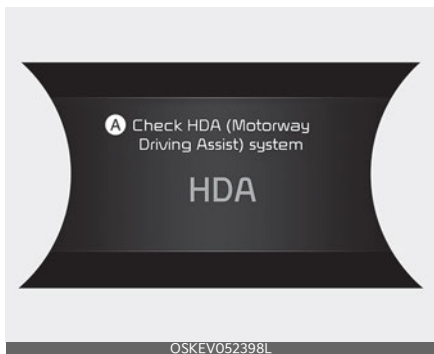 A Check HDA (Motorway
Driving Assist) system
HDA
OSKEV052398L